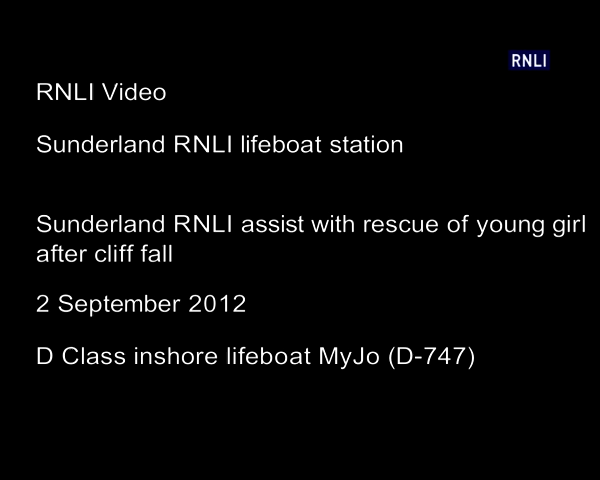 RNLI
RNLI Video
Sunderland RNLI lifeboat station
Sunderland RNLI assist with rescue of young girl
after cliff fall
2 September 2012
D Class inshore lifeboat MyJo (D-747)